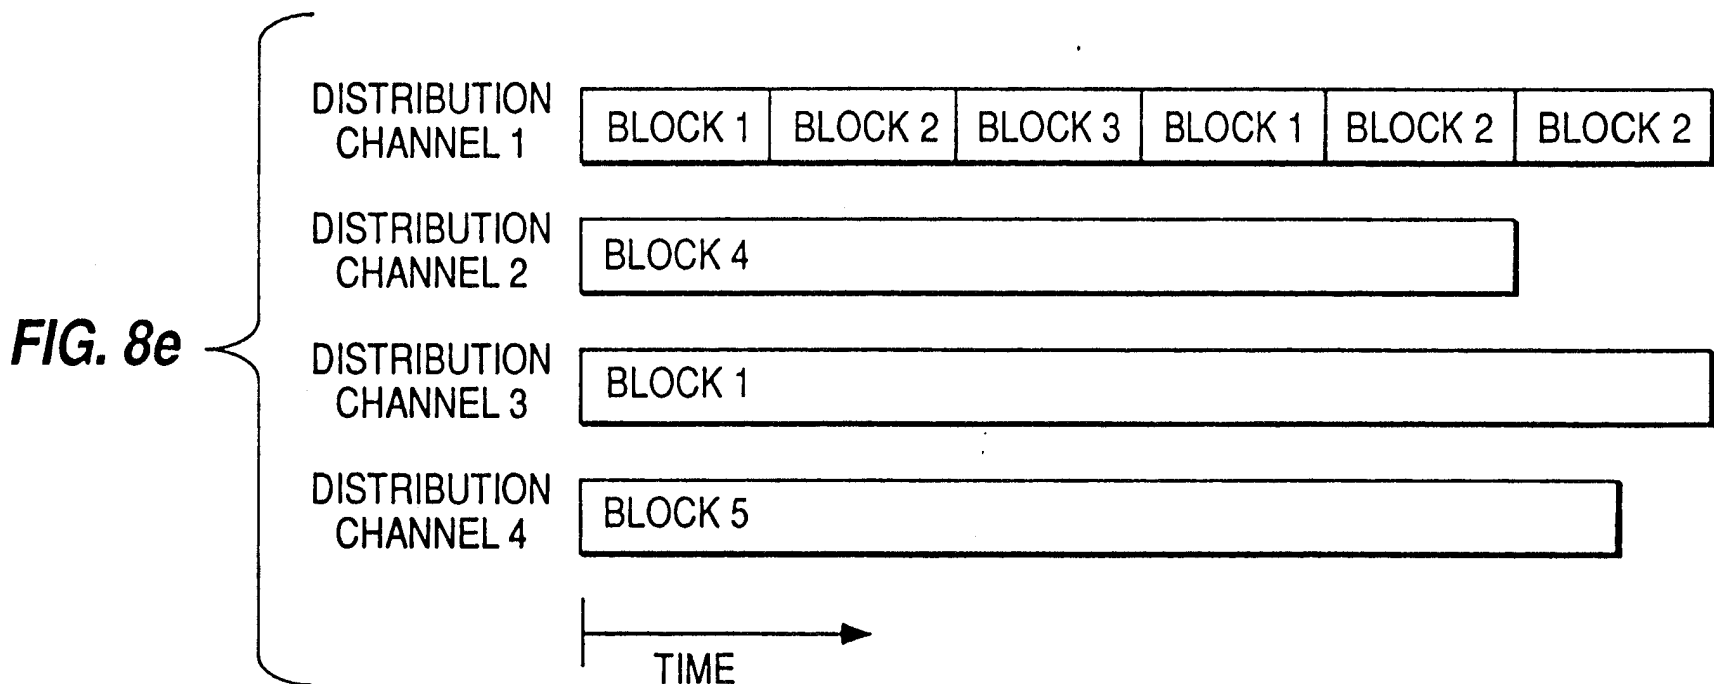 DISTRIBUTION
CHANNEL 1
BLOCK 1 BLOCK 2 BLOCK 3 BLOCK 1 BLOCK 2 BLOCK 2
DISTRIBUTION
CHANNEL 2
BLOCK 4
FIG. 8e
DISTRIBUTION
CHANNEL 3
BLOCK 1
DISTRIBUTION
CHANNEL 4
BLOCK 5
TIME